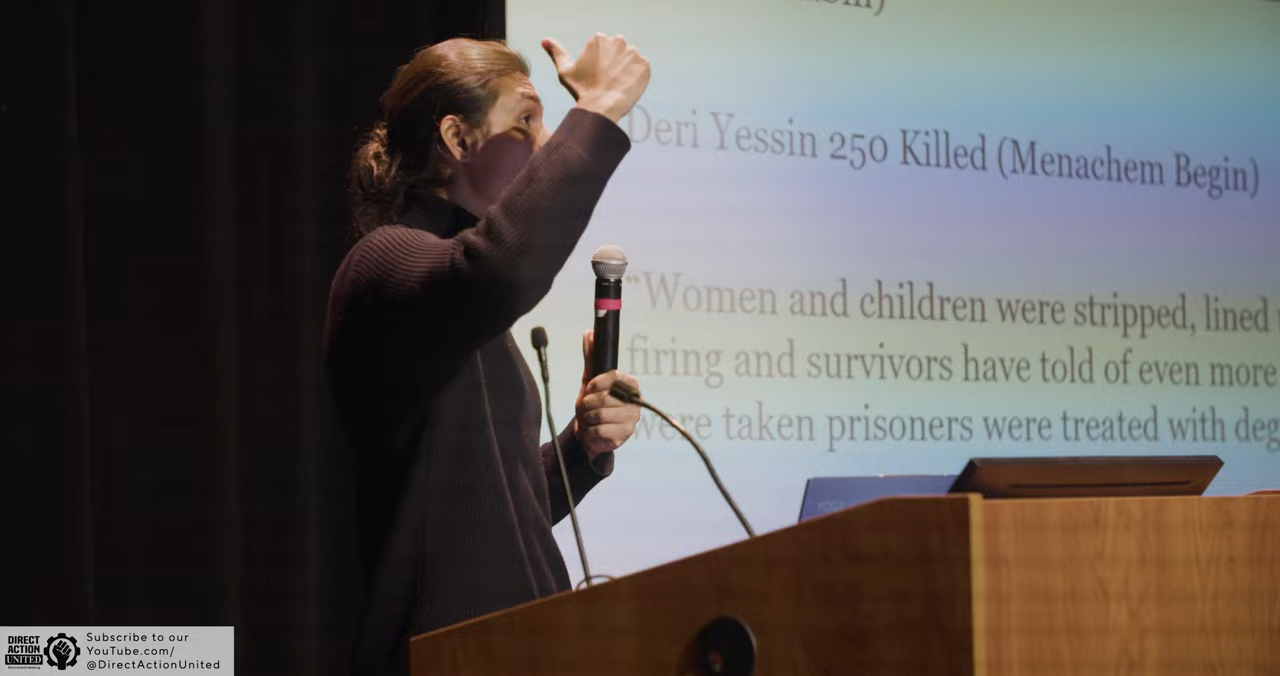 Deri Yessin 250 Killed (Menachem Begin)
“Women and children were stripped, lined
firing and survivors have told of even more
were taken prisoners were treated with deg
DIRECT
ACTION
UNITED
Subscribe to our
YouTube.com/
@DirectActionUnited